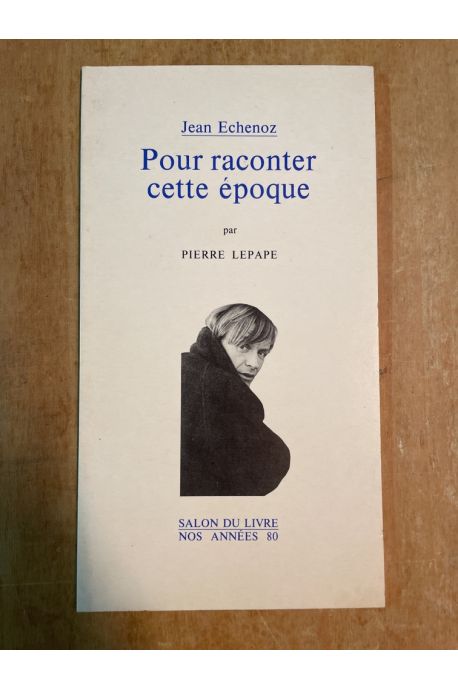 Jean Echenoz
Pour raconter
cette époque
par
PIERRE LEPAPE
SALON DU LIVRE
NOS ANNÉES 80